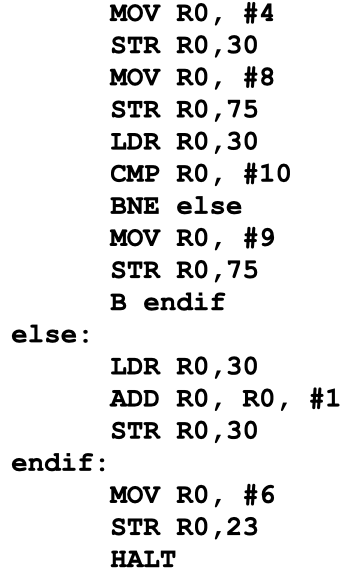 MOV R0, #4
STR R0,30
MOV R0, #8
STR R0,75
LDR R0,30
CMP R0, #10
BNE else
MOV R0, #9
STR R0,75
B endif
else:
LDR R0,30
ADD R0, R0, #1
STR R0,30
endif:
MOV R0, #6
STR R0,23
HALT